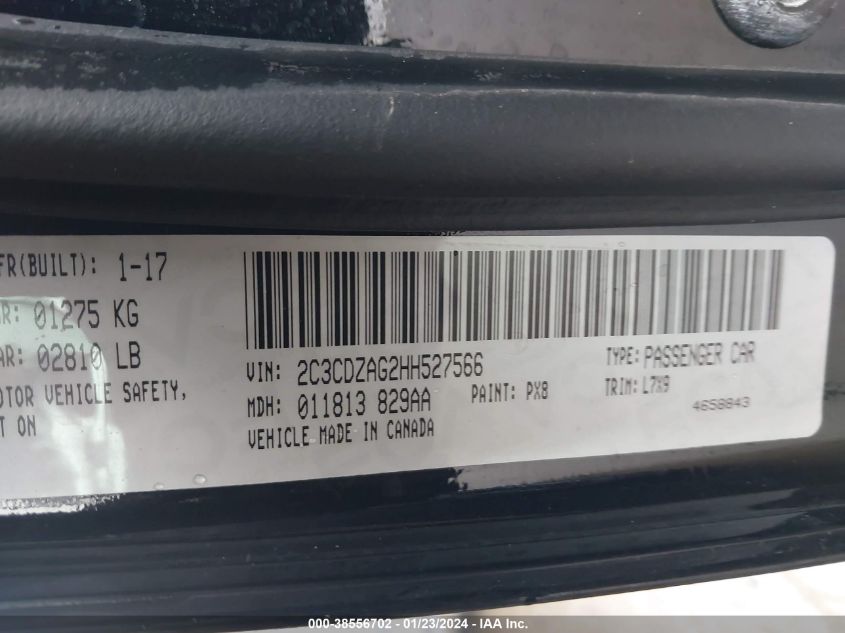 FR(BUILT): 1-17
R: 01275 KG
AR: 02810 LB
OTOR VEHICLE SAFETY,
T ON
VIN: 2C3CDZAG2HH527566
TYPE: PASSENGER CAR
MDH: 011813 829AA
PAINT: PX8
TRIM: L7X9
VEHICLE MADE IN CANADA
4658843
000-38556702 - 01/23/2024 - IAA Inc.